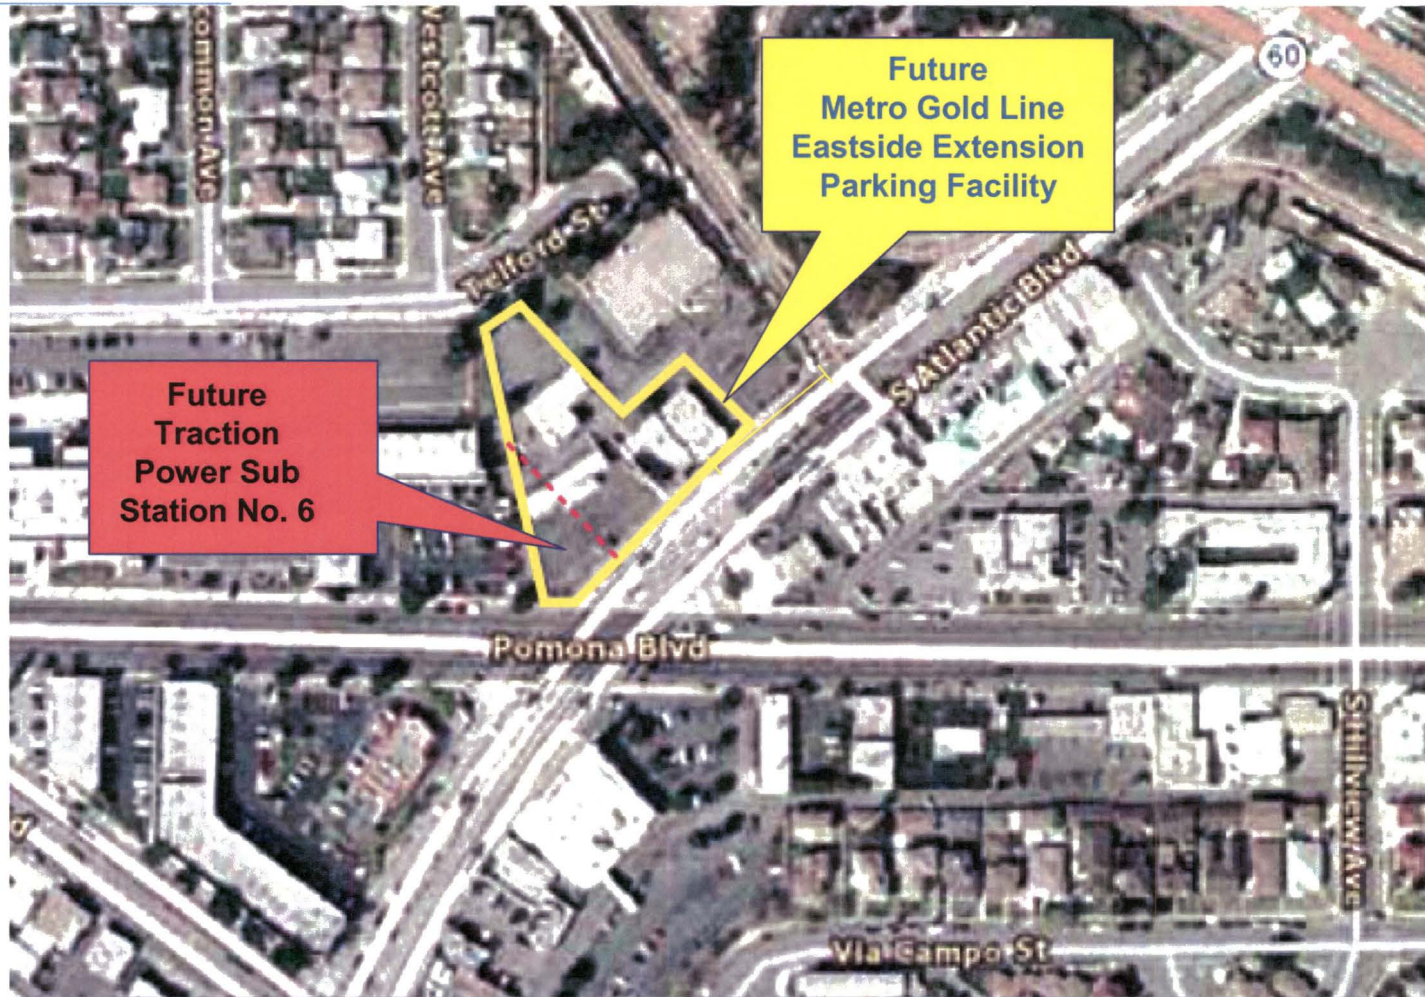 ommon Ave
Westcott Ave
60
Future
Metro Gold Line
Eastside Extension
Parking Facility
Telford St
S Atlantic Blvd
Future
Traction
Power Sub
Station No. 6
Pomona Blvd
S Hillview Ave
d
Via Campo St